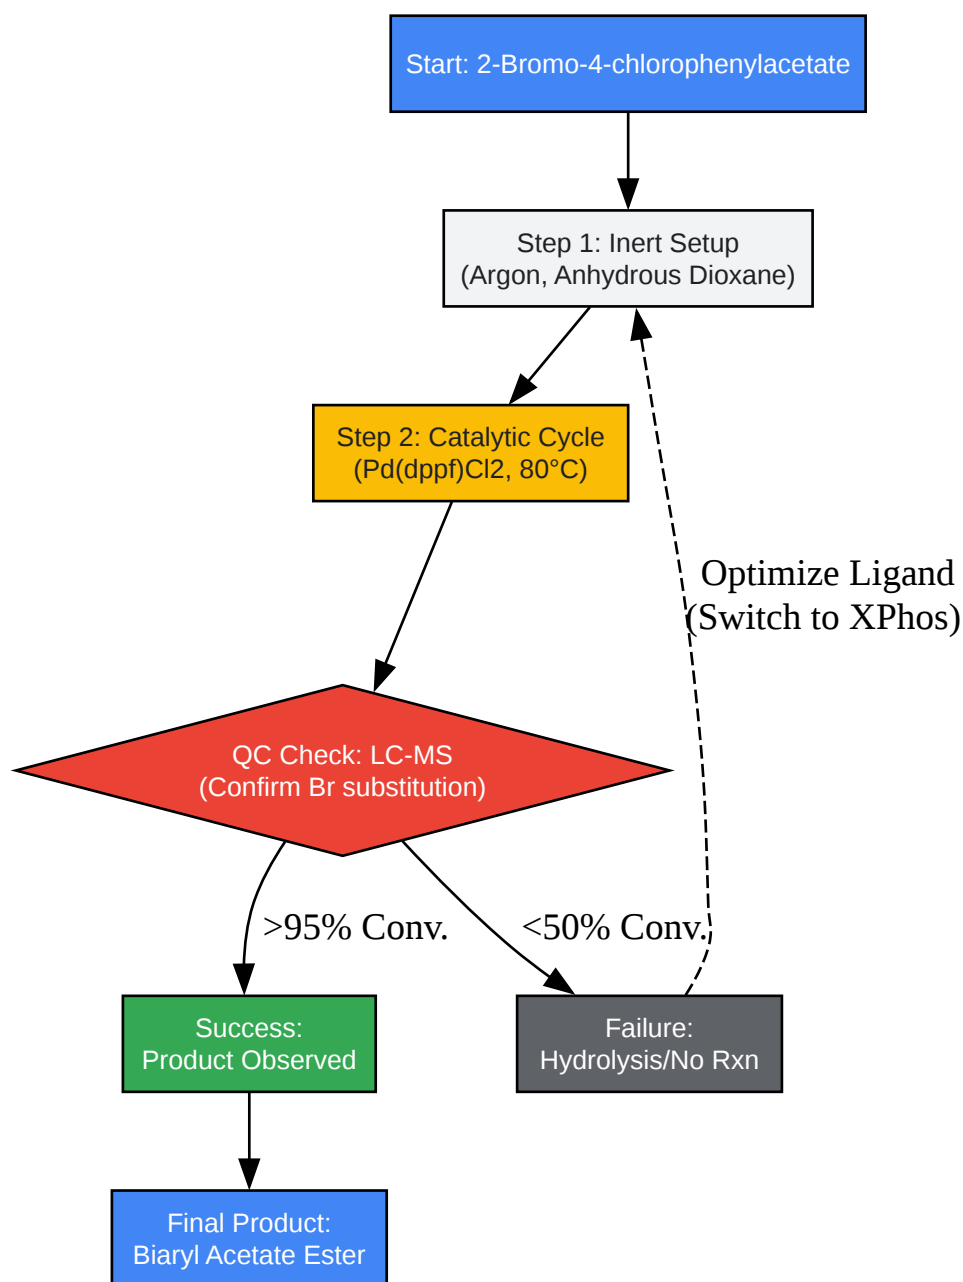 Start: 2-Bromo-4-chlorophenylacetate
Step 1: Inert Setup
(Argon, Anhydrous Dioxane)
Step 2: Catalytic Cycle
(Pd(dppf)Cl2, 80°C)
Optimize Ligand
(Switch to XPhos)
QC Check: LC-MS
(Confirm Br substitution)
>95% Conv.
<50% Conv.
Success:
Product Observed
Failure:
Hydrolysis/No Rxn
Final Product:
Biaryl Acetate Ester